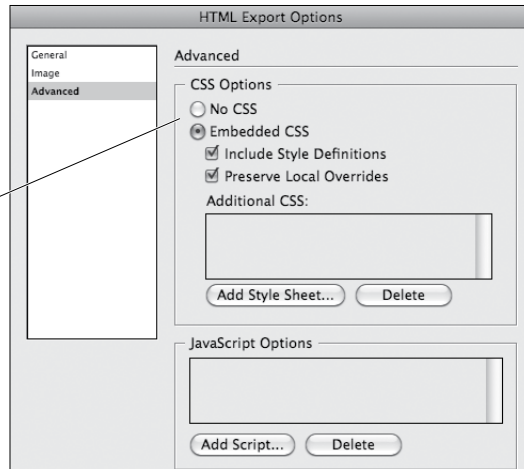 HTML Export Options
General
Image
Advanced
Advanced
CSS Options
No CSS
Embedded CSS
Include Style Definitions
Preserve Local Overrides
Additional CSS:
Add Style Sheet... Delete
JavaScript Options
Add Script... Delete